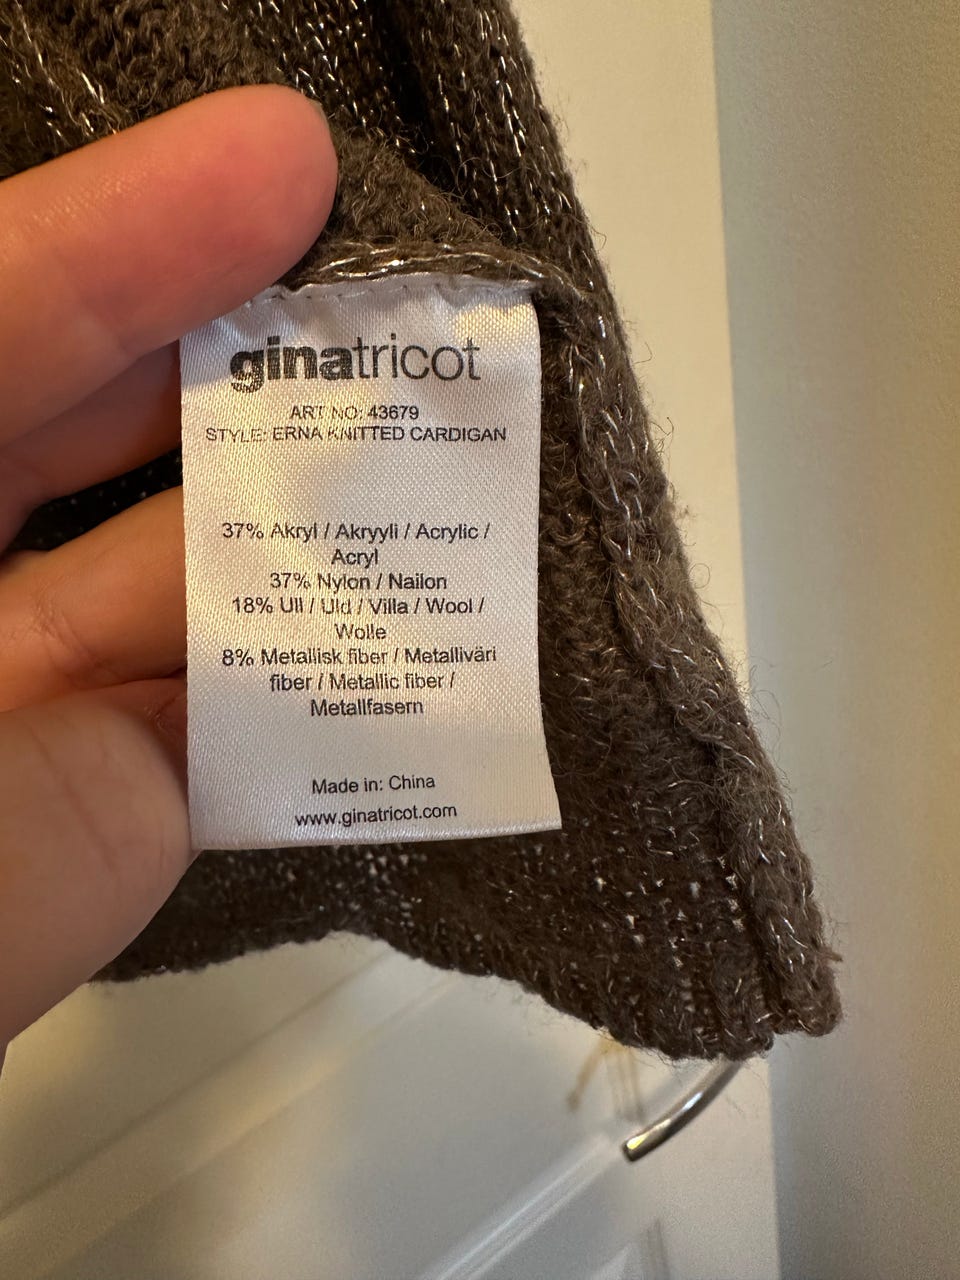 ginatricot
ART NO: 43679
STYLE: ERNA KNITTED CARDIGAN
37% Akryl / Akryyli / Acrylic /
Acryl
37% Nylon / Nailon
18% Ull / Uld / Villa / Wool /
Wolle
8% Metallisk fiber / Metalliväri
fiber / Metallic fiber /
Metallfasern
Made in: China
www.ginatricot.com